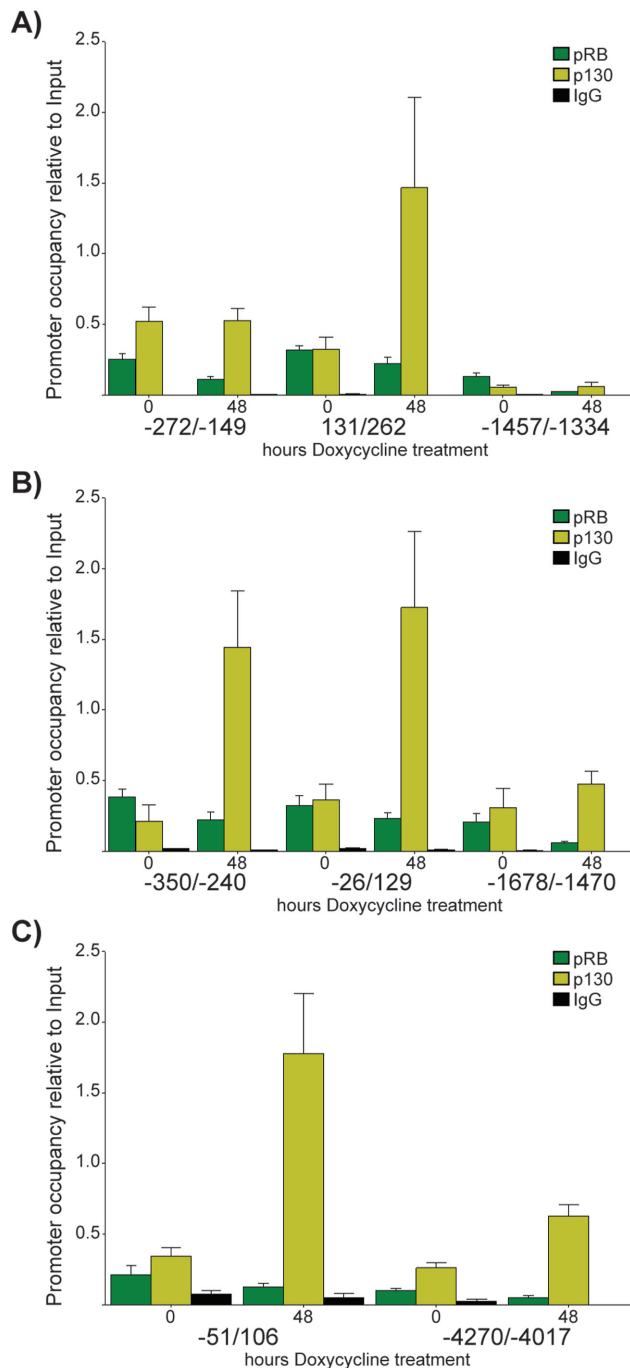 A)
Promoter occupancy relative to Input
2.5
2.0
1.5
1.0
0.5
pRB
p130
IgG
0 48 0 48 0 48
-272/-149 131/262 -1457/-1334
hours Doxycycline treatment
B)
Promoter occupancy relative to Input
2.5
2.0
1.5
1.0
0.5
pRB
p130
IgG
0 48 0 48 0 48
-350/-240 -26/129 -1678/-1470
hours Doxycycline treatment
C)
Promoter occupancy relative to Input
2.5
2.0
1.5
1.0
0.5
pRB
p130
IgG
0 48 0 48
-51/106 -4270/-4017
hours Doxycycline treatment